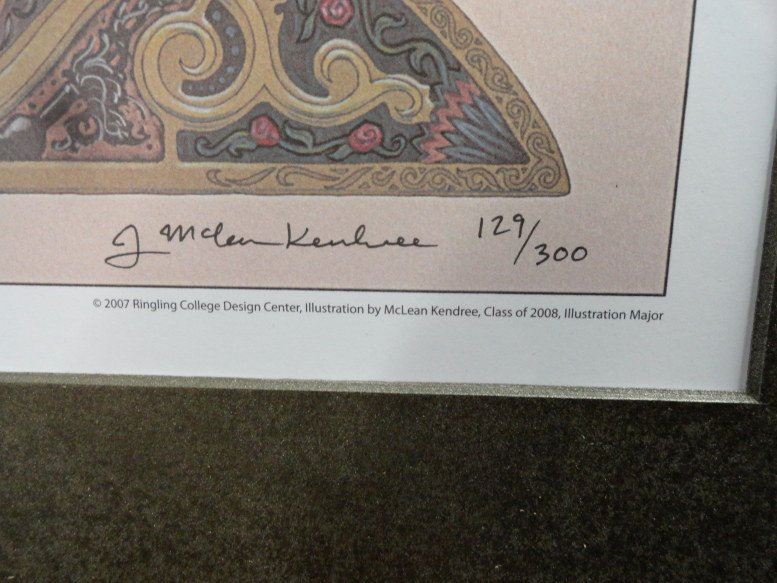 J McLean Kendree 129/300
© 2007 Ringling College Design Center, Illustration by McLean Kendree, Class of 2008, Illustration Major